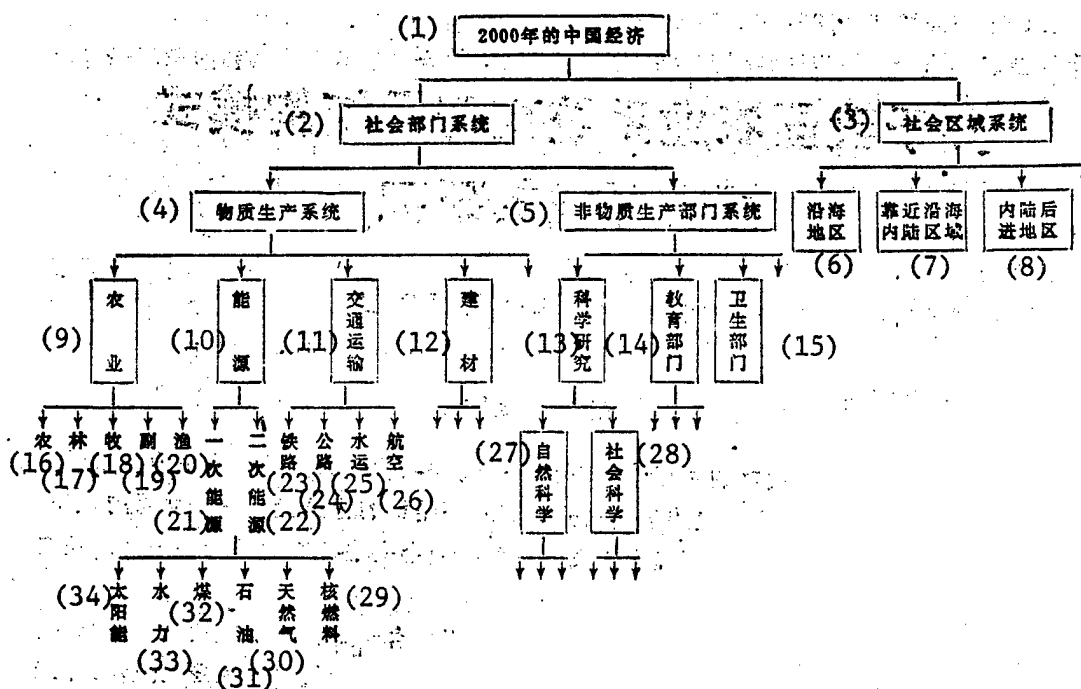 (1) 2000年的中国经济
(2) 社会部门系统
(3) 社会区域系统
(4) 物质生产系统
(5) 非物质生产部门系统
沿海
地区
(6)
靠近沿海
内陆区域
(7)
内陆后
进地区
(8)
(9) 农业
(10) 能源
(11) 交通运输
(12) 建材
(13) 科学研究
(14) 教育部门
卫生部门 (15)
农 (16)
林 (17)
牧 (18)
副 (19)
渔 (20)
一次能源 (21)
二次能源 (22)
铁路 (23)
公路 (24)
水运 (25)
航空 (26)
(27) 自然科学
社会科学 (28)
(34) 太阳能
水力 (33)
煤 (32)
石油 (31)
天然气 (30)
核燃料 (29)